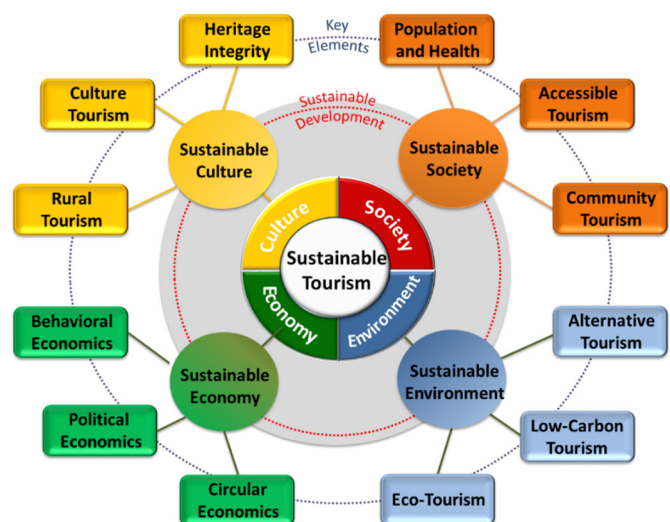 Heritage
Integrity
Key
Elements
Population
and Health
Culture
Tourism
Sustainable
Development
Accessible
Tourism
Sustainable
Culture
Sustainable
Society
Rural
Tourism
Community
Tourism
Culture
Society
Sustainable
Tourism
Economy
Environment
Behavioral
Economics
Alternative
Tourism
Sustainable
Economy
Sustainable
Environment
Political
Economics
Low-Carbon
Tourism
Circular
Economics
Eco-Tourism